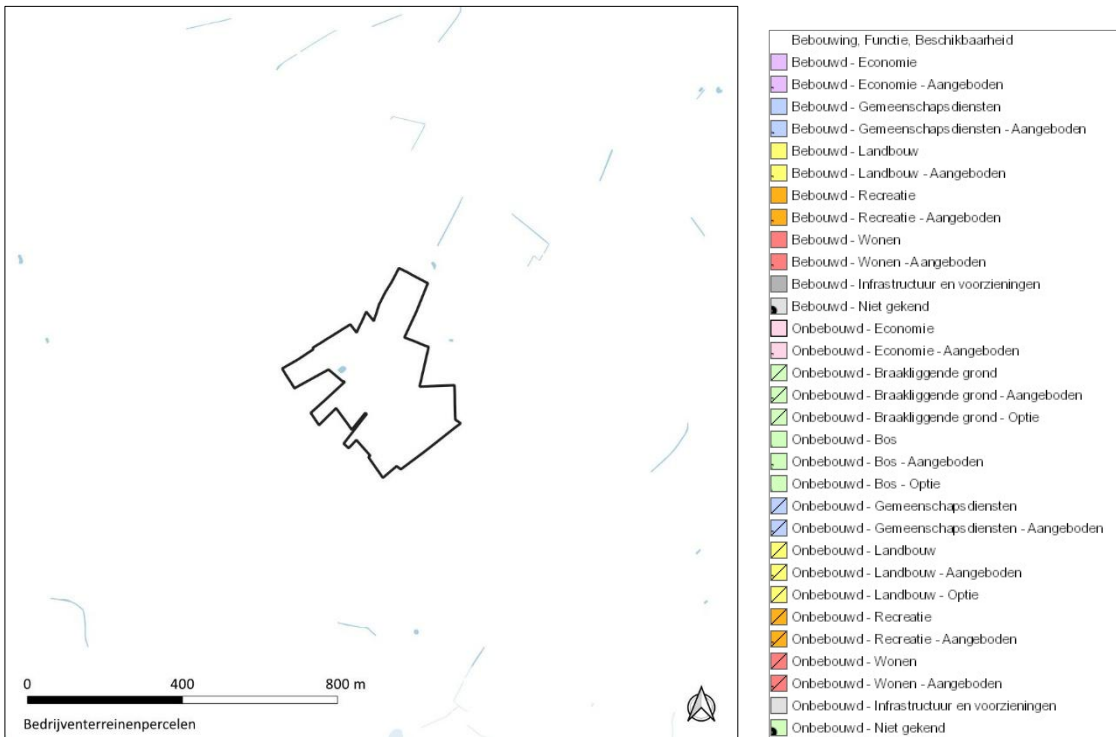 0 400 800 m
Bedrijventerreinenpercelen
Bebouwing, Functie, Beschikbaarheid
Bebouwd - Economie
Bebouwd - Economie - Aangeboden
Bebouwd - Gemeenschapsdiensten
Bebouwd - Gemeenschapsdiensten - Aangeboden
Bebouwd - Landbouw
Bebouwd - Landbouw - Aangeboden
Bebouwd - Recreatie
Bebouwd - Recreatie - Aangeboden
Bebouwd - Wonen
Bebouwd - Wonen - Aangeboden
Bebouwd - Infrastructuur en voorzieningen
Bebouwd - Niet gekend
Onbebouwd - Economie
Onbebouwd - Economie - Aangeboden
Onbebouwd - Braakliggende grond
Onbebouwd - Braakliggende grond - Aangeboden
Onbebouwd - Braakliggende grond - Optie
Onbebouwd - Bos
Onbebouwd - Bos - Aangeboden
Onbebouwd - Bos - Optie
Onbebouwd - Gemeenschapsdiensten
Onbebouwd - Gemeenschapsdiensten - Aangeboden
Onbebouwd - Landbouw
Onbebouwd - Landbouw - Aangeboden
Onbebouwd - Landbouw - Optie
Onbebouwd - Recreatie
Onbebouwd - Recreatie - Aangeboden
Onbebouwd - Wonen
Onbebouwd - Wonen - Aangeboden
Onbebouwd - Infrastructuur en voorzieningen
Onbebouwd - Niet gekend